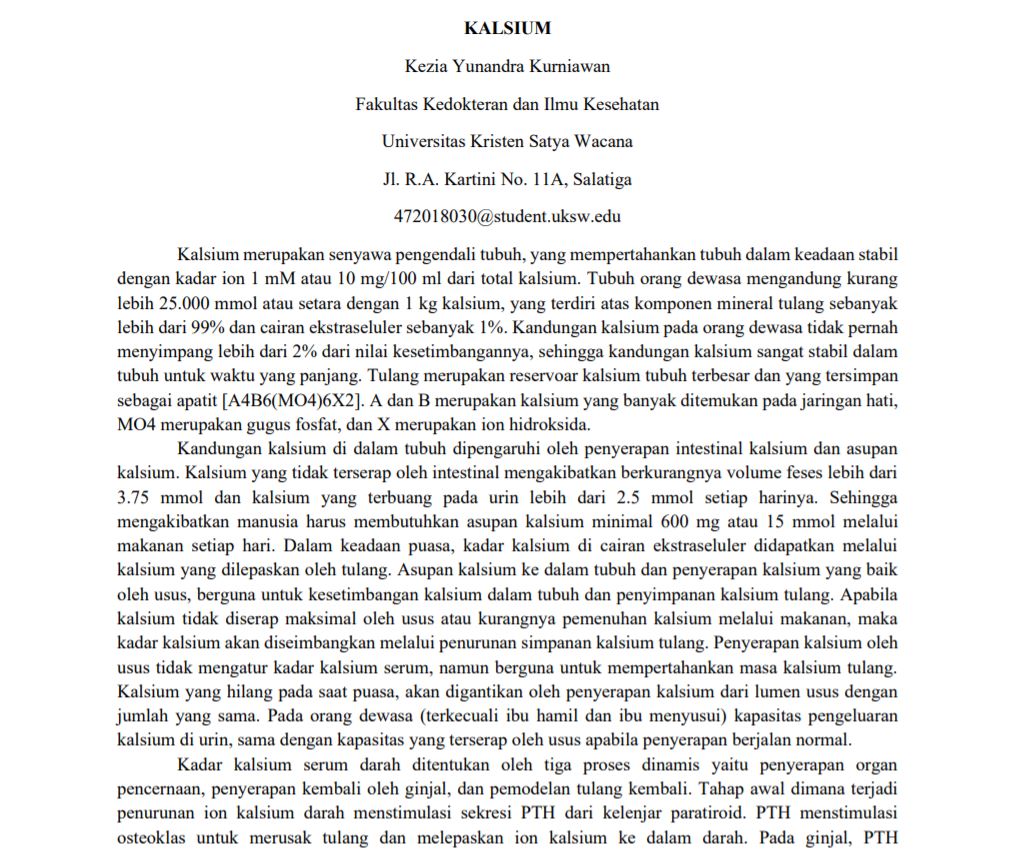 KALSIUM
Kezia Yunandra Kurniawan
Fakultas Kedokteran dan Ilmu Kesehatan
Universitas Kristen Satya Wacana
Jl. R.A. Kartini No. 11A, Salatiga
472018030@student.uksw.edu
Kalsium merupakan senyawa pengendali tubuh, yang mempertahankan tubuh dalam keadaan stabil
dengan kadar ion 1 mM atau 10 mg/100 ml dari total kalsium. Tubuh orang dewasa mengandung kurang
lebih 25.000 mmol atau setara dengan 1 kg kalsium, yang terdiri atas komponen mineral tulang sebanyak
lebih dari 99% dan cairan ekstraseluler sebanyak 1%. Kandungan kalsium pada orang dewasa tidak pernah
menyimpang lebih dari 2% dari nilai kesetimbangannya, sehingga kandungan kalsium sangat stabil dalam
tubuh untuk waktu yang panjang. Tulang merupakan reservoar kalsium tubuh terbesar dan yang tersimpan
sebagai apatit [A4B6(MO4)6X2]. A dan B merupakan kalsium yang banyak ditemukan pada jaringan hati,
MO4 merupakan gugus fosfat, dan X merupakan ion hidroksida.
Kandungan kalsium di dalam tubuh dipengaruhi oleh penyerapan intestinal kalsium dan asupan
kalsium. Kalsium yang tidak terserap oleh intestinal mengakibatkan berkurangnya volume feses lebih dari
3.75 mmol dan kalsium yang terbuang pada urin lebih dari 2.5 mmol setiap harinya. Sehingga
mengakibatkan manusia harus membutuhkan asupan kalsium minimal 600 mg atau 15 mmol melalui
makanan setiap hari. Dalam keadaan puasa, kadar kalsium di cairan ekstraseluler didapatkan melalui
kalsium yang dilepaskan oleh tulang. Asupan kalsium ke dalam tubuh dan penyerapan kalsium yang baik
oleh usus, berguna untuk kesetimbangan kalsium dalam tubuh dan penyimpanan kalsium tulang. Apabila
kalsium tidak diserap maksimal oleh usus atau kurangnya pemenuhan kalsium melalui makanan, maka
kadar kalsium akan diseimbangkan melalui penurunan simpanan kalsium tulang. Penyerapan kalsium oleh
usus tidak mengatur kadar kalsium serum, namun berguna untuk mempertahankan masa kalsium tulang.
Kalsium yang hilang pada saat puasa, akan digantikan oleh penyerapan kalsium dari lumen usus dengan
jumlah yang sama. Pada orang dewasa (terkecuali ibu hamil dan ibu menyusui) kapasitas pengeluaran
kalsium di urin, sama dengan kapasitas yang terserap oleh usus apabila penyerapan berjalan normal.
Kadar kalsium serum darah ditentukan oleh tiga proses dinamis yaitu penyerapan organ
pencernaan, penyerapan kembali oleh ginjal, dan pemodelan tulang kembali. Tahap awal dimana terjadi
penurunan ion kalsium darah menstimulasi sekresi PTH dari kelenjar paratiroid. PTH menstimulasi
osteoklas untuk merusak tulang dan melepaskan ion kalsium ke dalam darah. Pada ginjal, PTH